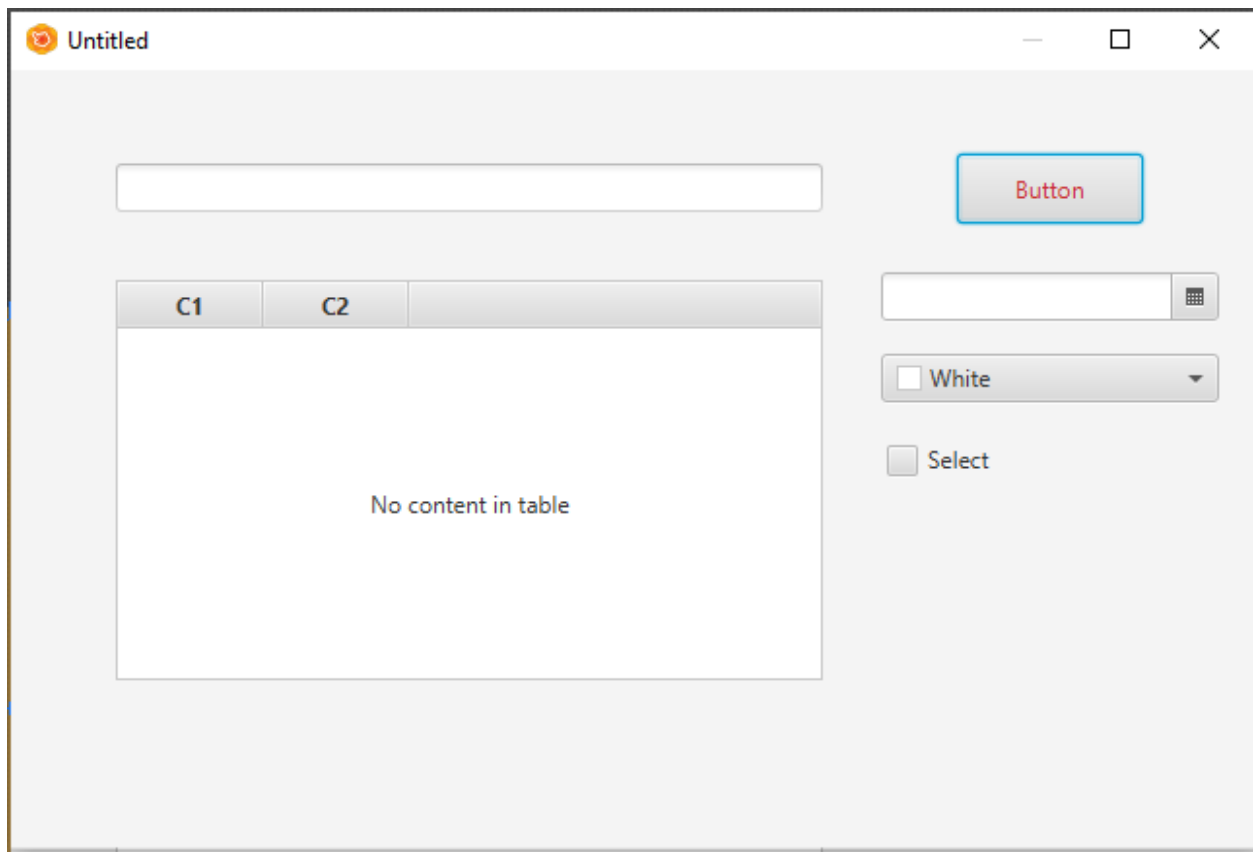 Untitled
Button
C1 C2
White
Select
No content in table